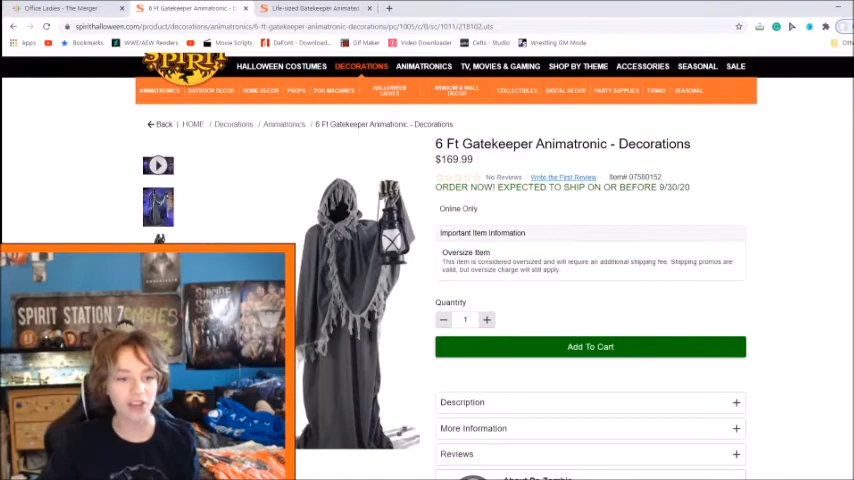 Office Ladies - The Merger
6 Ft Gatekeeper Animatronic - D
Life-sized Gatekeeper Animatron
spirithalloween.com/product/decorations/animatronics/6-ft-gatekeeper-animatronic-decorations/pc/1005/c/0/sc/1011/218102.uts
Apps
Bookmarks
WWE/AEW Renders
Movie Scripts
DaFont - Download...
Gif Maker
Video Downloader
Celtx - Studio
Wrestling GM Mode
SPIRIT
HALLOWEEN COSTUMES
DECORATIONS
ANIMATRONICS
TV, MOVIES & GAMING
SHOP BY THEME
ACCESSORIES
SEASONAL
SALE
ANIMATRONICS
OUTDOOR DECOR
HOME DECOR
PROPS
FOG MACHINES
HALLOWEEN LIGHTS
WINDOW & WALL DECOR
COLLECTIBLES
DIGITAL DECOR
PARTY SUPPLIES
FUNKO
SEASONAL
Back | HOME / Decorations / Animatronics / 6 Ft Gatekeeper Animatronic - Decorations
6 Ft Gatekeeper Animatronic - Decorations
$169.99
No Reviews Write the First Review Item# 07580152
ORDER NOW! EXPECTED TO SHIP ON OR BEFORE 9/30/20
Online Only
Important Item Information
Oversize Item
This item is considered oversized and will require an additional shipping fee. Shipping promos are
valid, but oversize charge will still apply.
Quantity
− 1 +
Add To Cart
Description +
More Information +
Reviews +
SPIRIT STATION ZOMBIES